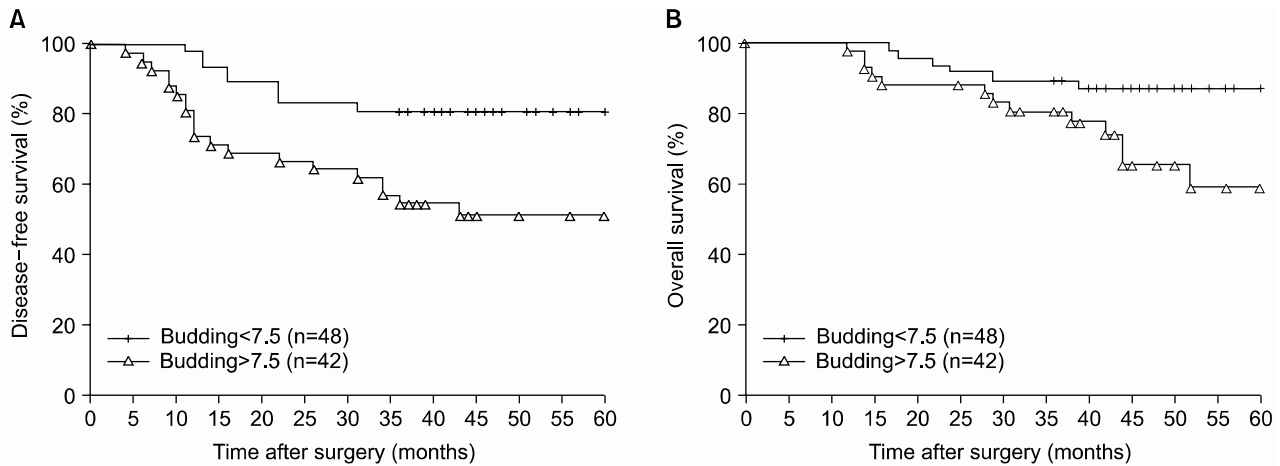 A
Disease-free survival (%)
100
80
60
40
20
0
Budding<7.5 (n=48)
Budding>7.5 (n=42)
0 5 10 15 20 25 30 35 40 45 50 55 60
Time after surgery (months)
B
Overall survival (%)
100
80
60
40
20
0
Budding<7.5 (n=48)
Budding>7.5 (n=42)
0 5 10 15 20 25 30 35 40 45 50 55 60
Time after surgery (months)